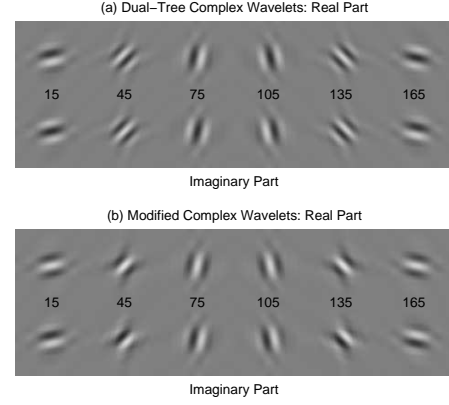 (a) Dual−Tree Complex Wavelets: Real Part
15 45 75 105 135 165
Imaginary Part
(b) Modified Complex Wavelets: Real Part
15 45 75 105 135 165
Imaginary Part